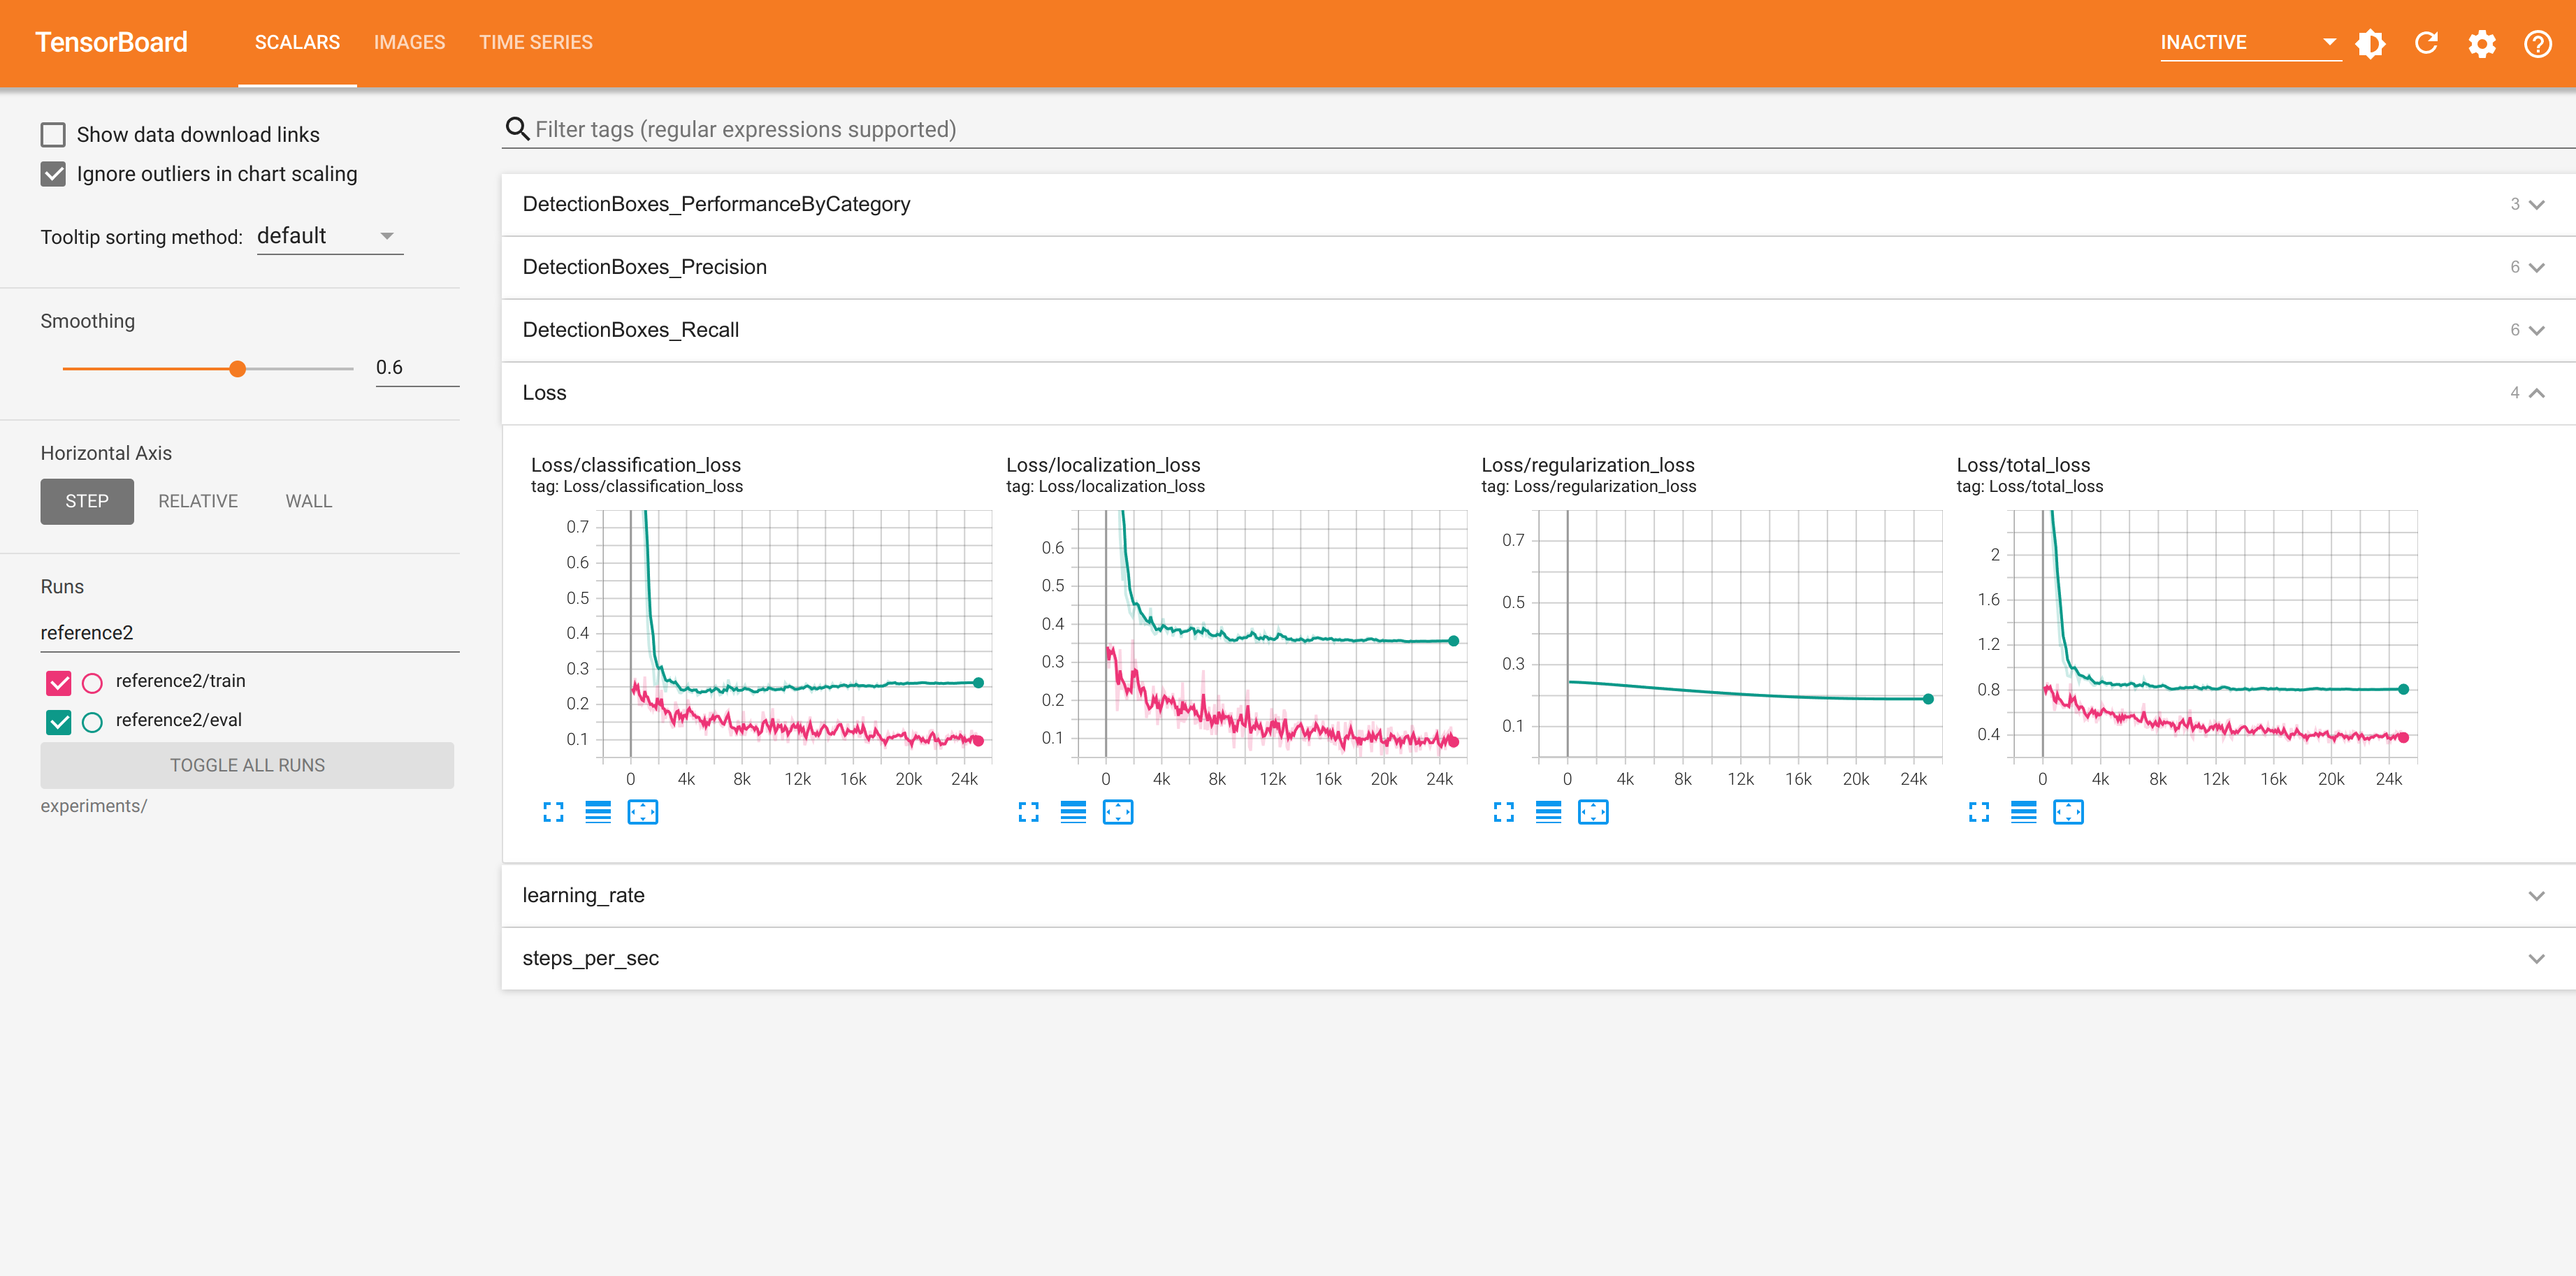 TensorBoard SCALARS IMAGES TIME SERIES INACTIVE
Show data download links
Ignore outliers in chart scaling
Tooltip sorting method: default
Smoothing
0.6
Horizontal Axis
STEP RELATIVE WALL
Runs
reference2
reference2/train
reference2/eval
TOGGLE ALL RUNS
experiments/
Filter tags (regular expressions supported)
DetectionBoxes_PerformanceByCategory 3
DetectionBoxes_Precision 6
DetectionBoxes_Recall 6
Loss 4
Loss/classification_loss
tag: Loss/classification_loss
0.7
0.6
0.5
0.4
0.3
0.2
0.1
0 4k 8k 12k 16k 20k 24k
Loss/localization_loss
tag: Loss/localization_loss
0.6
0.5
0.4
0.3
0.2
0.1
0 4k 8k 12k 16k 20k 24k
Loss/regularization_loss
tag: Loss/regularization_loss
0.7
0.5
0.3
0.1
0 4k 8k 12k 16k 20k 24k
Loss/total_loss
tag: Loss/total_loss
2
1.6
1.2
0.8
0.4
0 4k 8k 12k 16k 20k 24k
learning_rate
steps_per_sec